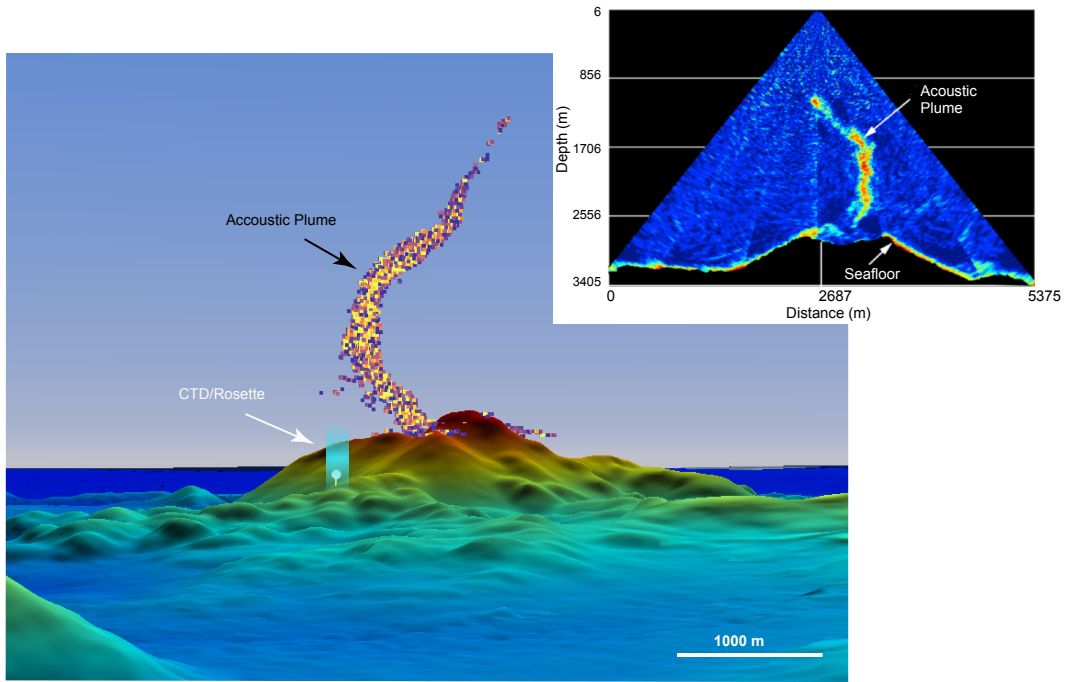 Accoustic Plume
CTD/Rosette
1000 m
6
856
1706
2556
3405
Depth (m)
Acoustic
Plume
Seafloor
0
2687
5375
Distance (m)